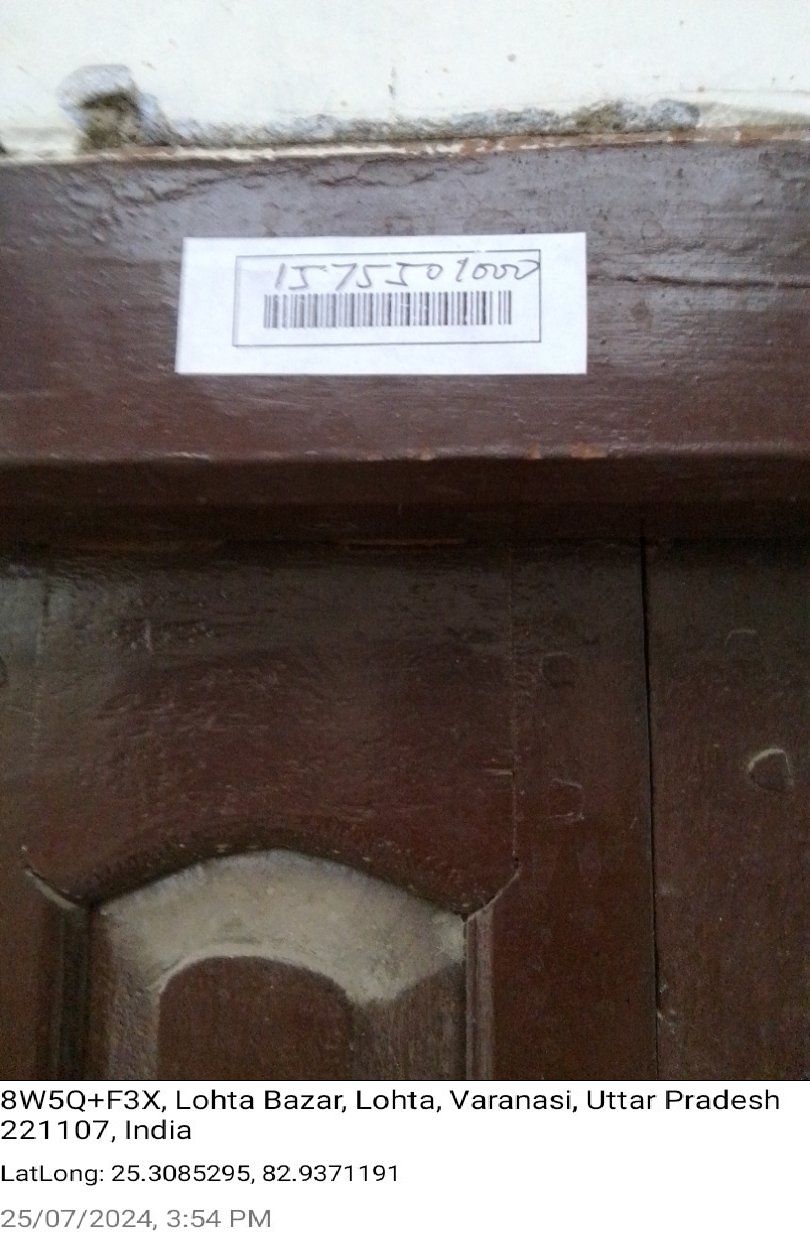 1575501000
8W5Q+F3X, Lohta Bazar, Lohta, Varanasi, Uttar Pradesh
221107, India
LatLong: 25.3085295, 82.9371191
25/07/2024, 3:54 PM